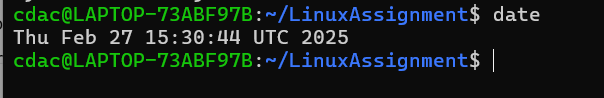 cdac@LAPTOP-73ABF97B:~/LinuxAssignment$ date
Thu Feb 27 15:30:44 UTC 2025
cdac@LAPTOP-73ABF97B:~/LinuxAssignment$